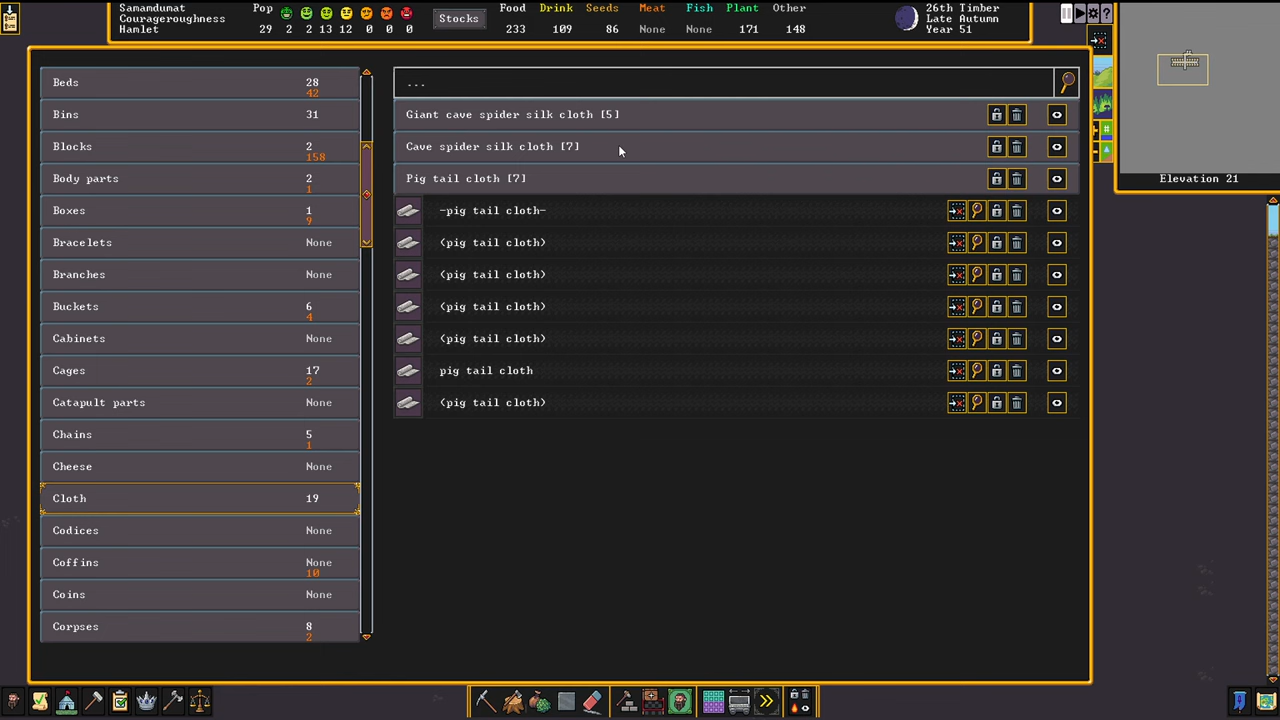 Samandumat
Courageroughness
Hamlet
Pop
29 2 2 13 12 0 0 0
Stocks
Food Drink Seeds Meat Fish Plant Other
233 109 86 None None 171 148
26th Timber
Late Autumn
Year 51
Elevation 21
Beds 28
42
Bins 31
Blocks 2
158
Body parts 2
1
Boxes 1
9
Bracelets None
Branches None
Buckets 6
4
Cabinets None
Cages 17
2
Catapult parts None
Chains 5
1
Cheese None
Cloth 19
Codices None
Coffins None
10
Coins None
Corpses 8
2
...
Giant cave spider silk cloth [5]
Cave spider silk cloth [7]
Pig tail cloth [7]
-pig tail cloth-
(pig tail cloth)
(pig tail cloth)
(pig tail cloth)
(pig tail cloth)
pig tail cloth
(pig tail cloth)